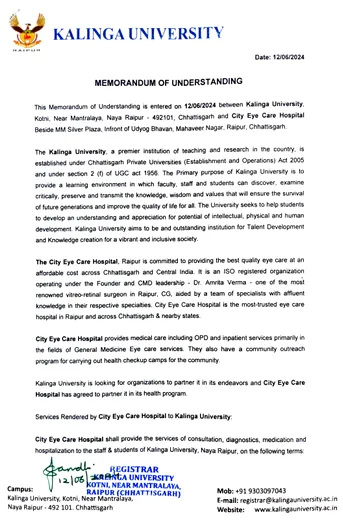 KALINGA UNIVERSITY
RAIPUR
Date: 12/06/2024
MEMORANDUM OF UNDERSTANDING
This Memorandum of Understanding is entered on 12/06/2024 between Kalinga University,
Kotni, Near Mantralaya, Naya Raipur - 492101, Chhattisgarh and City Eye Care Hospital
Beside MM Silver Plaza, Infront of Udyog Bhavan, Mahaveer Nagar, Raipur, Chhattisgarh.
The Kalinga University, a premier institution of teaching and research in the country, is
established under Chhattisgarh Private Universities (Establishment and Operations) Act 2005
and under section 2 (f) of UGC act 1956. The Primary purpose of Kalinga University is to
provide a learning environment in which faculty, staff and students can discover, examine
critically, preserve and transmit the knowledge, wisdom and values that will ensure the survival
of future generations and improve the quality of life for all. The University seeks to help students
to develop an understanding and appreciation for potential of intellectual, physical and human
development. Kalinga University aims to be and outstanding institution for Talent Development
and Knowledge creation for a vibrant and inclusive society.
The City Eye Care Hospital, Raipur is committed to providing the best quality eye care at an
affordable cost across Chhattisgarh and Central India. It is an ISO registered organization
operating under the Founder and CMD leadership - Dr. Amrita Verma - one of the most
renowned vitreo-retinal surgeon in Raipur, CG, aided by a team of specialists with affluent
knowledge in their respective specialties. City Eye Care Hospital is the most-trusted eye care
hospital in Raipur and across Chhattisgarh & nearby states.
City Eye Care Hospital provides medical care including OPD and inpatient services primarily in
the fields of General Medicine Eye care services. They also have a community outreach
program for carrying out health checkup camps for the community.
Kalinga University is looking for organizations to partner it in its endeavors and City Eye Care
Hospital has agreed to partner it in its health program.
Services Rendered by City Eye Care Hospital to Kalinga University:
City Eye Care Hospital shall provide the services of consultation, diagnostics, medication and
hospitalization to the staff & students of Kalinga University, Naya Raipur, on the following terms:
REGISTRAR
KALINGA UNIVERSITY
KOTNI, NEAR MANTRALAYA,
RAIPUR (CHHATTISGARH)
Campus:
Kalinga University, Kotni, Near Mantralaya,
Naya Raipur - 492 101. Chhattisgarh
Mob: +91 9303097043
E-mail: registrar@kalingauniversity.ac.in
Website: www.kalingauniversity.ac.in